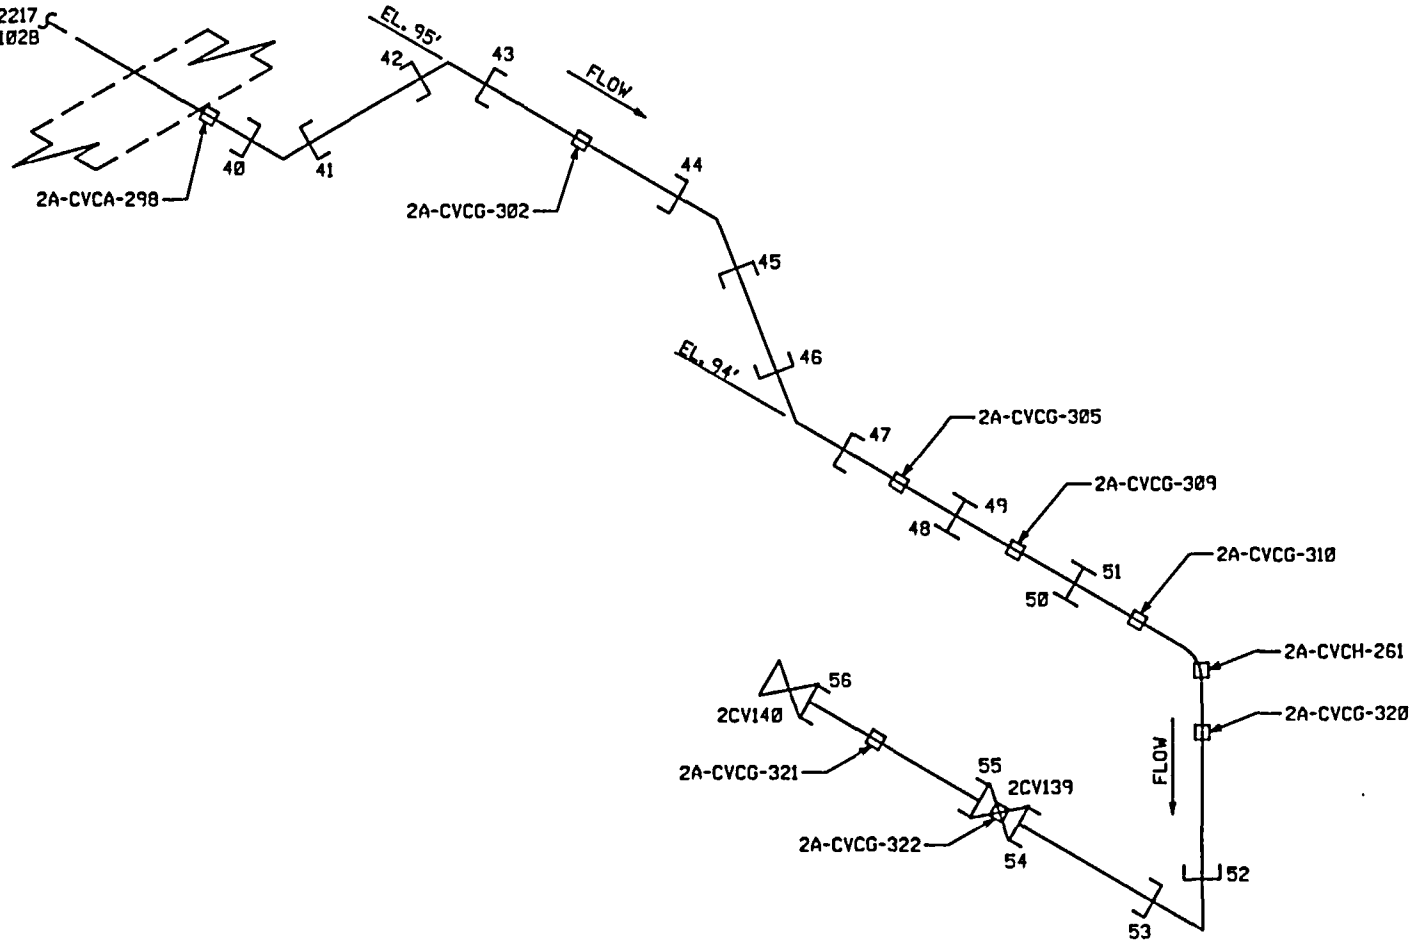 2217
102B
EL. 95'
42
43
FLOW
40
41
44
2A-CVCA-298
2A-CVCG-302
45
46
EL. 94'
47
2A-CVCG-305
48
49
2A-CVCG-309
50
51
2A-CVCG-310
2A-CVCH-261
2A-CVCG-320
FLOW
56
2CV140
2A-CVCG-321
55
2CV139
2A-CVCG-322
54
52
53